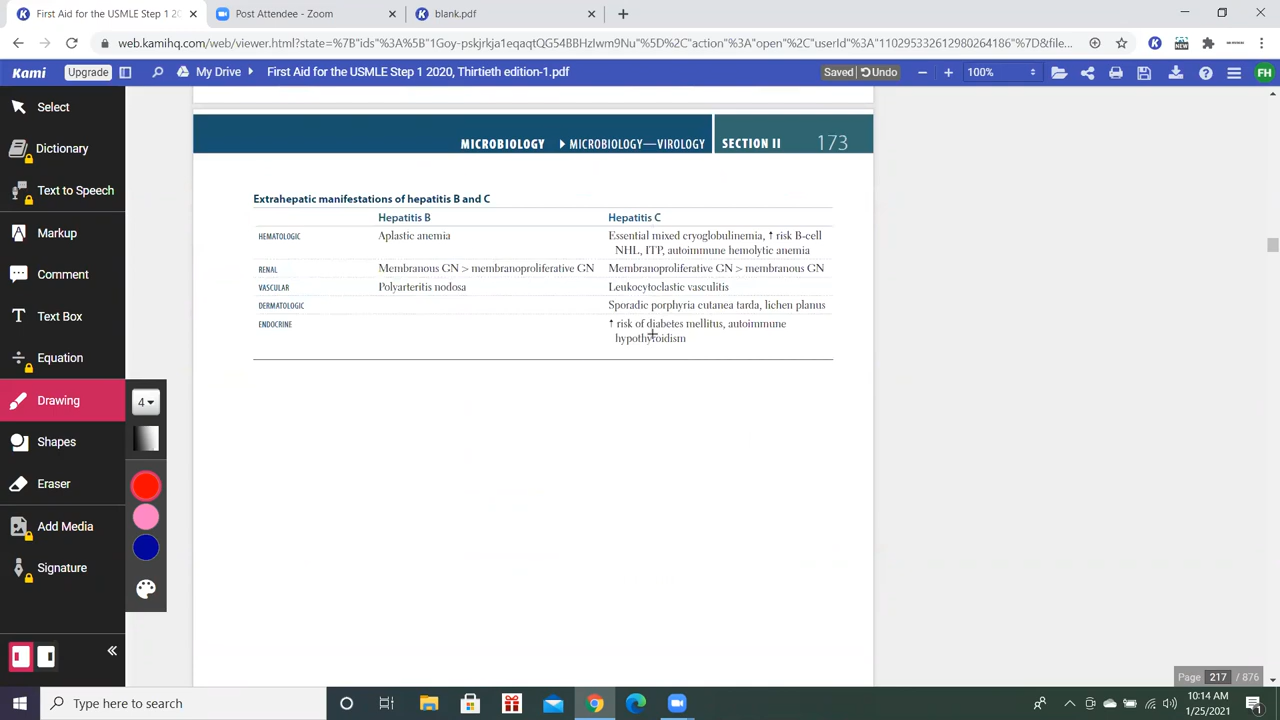 First Aid for the USMLE Step 1 20
Post Attendee - Zoom
blank.pdf
web.kamihq.com/web/viewer.html?state=%7B"ids"%3A%5B"1Goy-pskjrkja1eqaqtQG54BBHzIwm9Nu"%5D%2C"action"%3A"open"%2C"userId"%3A"110295332612980264186"%7D&file...
NEW
Kami
Upgrade
My Drive
First Aid for the USMLE Step 1 2020, Thirtieth edition-1.pdf
Saved Undo
100%
FH
Select
Dictionary
Text to Speech
Markup
Comment
Text Box
Equation
Drawing
Shapes
Eraser
Add Media
Signature
4
MICROBIOLOGY MICROBIOLOGY—VIROLOGY SECTION II 173
Extrahepatic manifestations of hepatitis B and C
Hepatitis B Hepatitis C
HEMATOLOGIC Aplastic anemia Essential mixed cryoglobulinemia, ↑ risk B-cell
NHL, ITP, autoimmune hemolytic anemia
RENAL Membranous GN > membranoproliferative GN Membranoproliferative GN > membranous GN
VASCULAR Polyarteritis nodosa Leukocytoclastic vasculitis
DERMATOLOGIC Sporadic porphyria cutanea tarda, lichen planus
ENDOCRINE ↑ risk of diabetes mellitus, autoimmune
hypothyroidism
Page 217 / 876
Type here to search
10:14 AM
1/25/2021
1